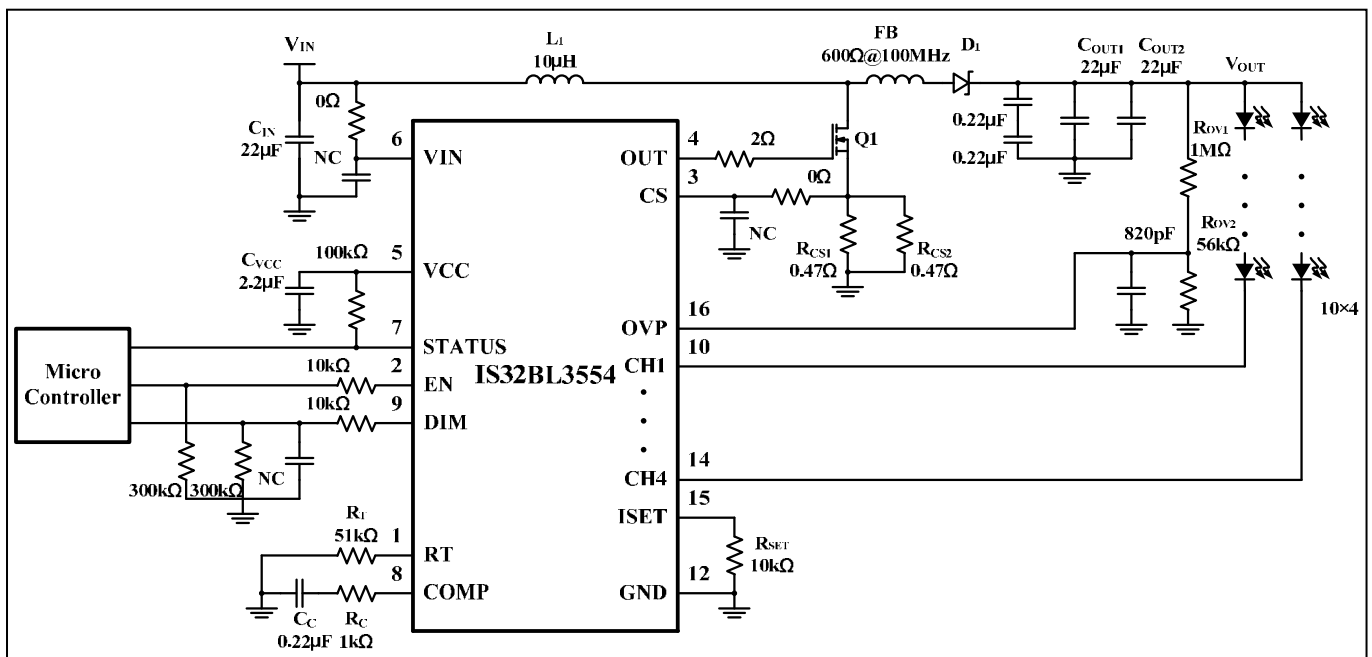 VIN
L1
10µH
FB
600Ω@100MHz
D1
COUT1
22µF
COUT2
22µF
VOUT
0Ω
CIN
22µF
NC
6
VIN
OUT
4
2Ω
Q1
0.22µF
0.22µF
ROV1
1MΩ
3
CS
0Ω
NC
RCS1
0.47Ω
RCS2
0.47Ω
820pF
ROV2
56kΩ
CVCC
2.2µF
100kΩ
5
VCC
10×4
16
OVP
7
STATUS
Micro
Controller
10kΩ
2
EN
IS32BL3554
10
CH1
10kΩ
9
DIM
300kΩ
300kΩ
NC
14
CH4
15
ISET
RSET
10kΩ
RT
51kΩ
1
RT
8
COMP
12
GND
CC
0.22µF
RC
1kΩ